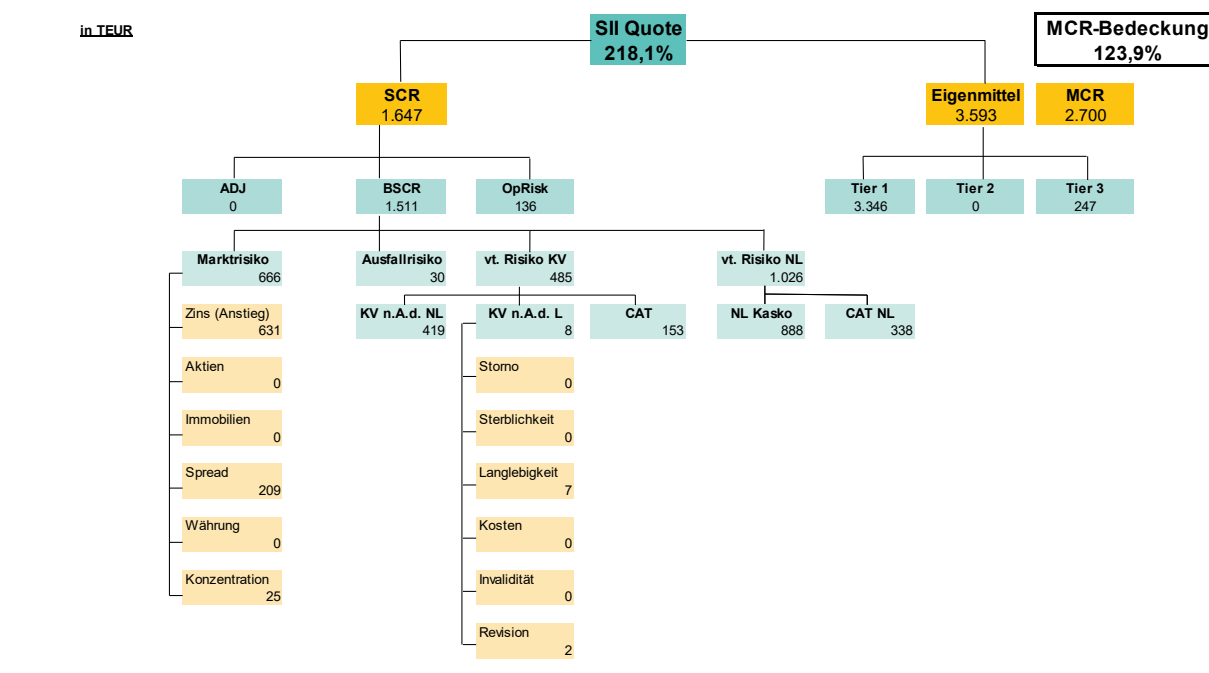 in TEUR
SII Quote
218,1%
MCR-Bedeckung
123,9%
SCR
1.647
Eigenmittel
3.593
MCR
2.700
ADJ
0
BSCR
1.511
OpRisk
136
Tier 1
3.346
Tier 2
0
Tier 3
247
Marktrisiko
666
Ausfallrisiko
30
vt. Risiko KV
485
vt. Risiko NL
1.026
Zins (Anstieg)
631
KV n.A.d. NL
419
KV n.A.d. L
8
CAT
153
NL Kasko
888
CAT NL
338
Aktien
0
Storno
0
Immobilien
0
Sterblichkeit
0
Spread
209
Langlebigkeit
7
Währung
0
Kosten
0
Konzentration
25
Invalidität
0
Revision
2